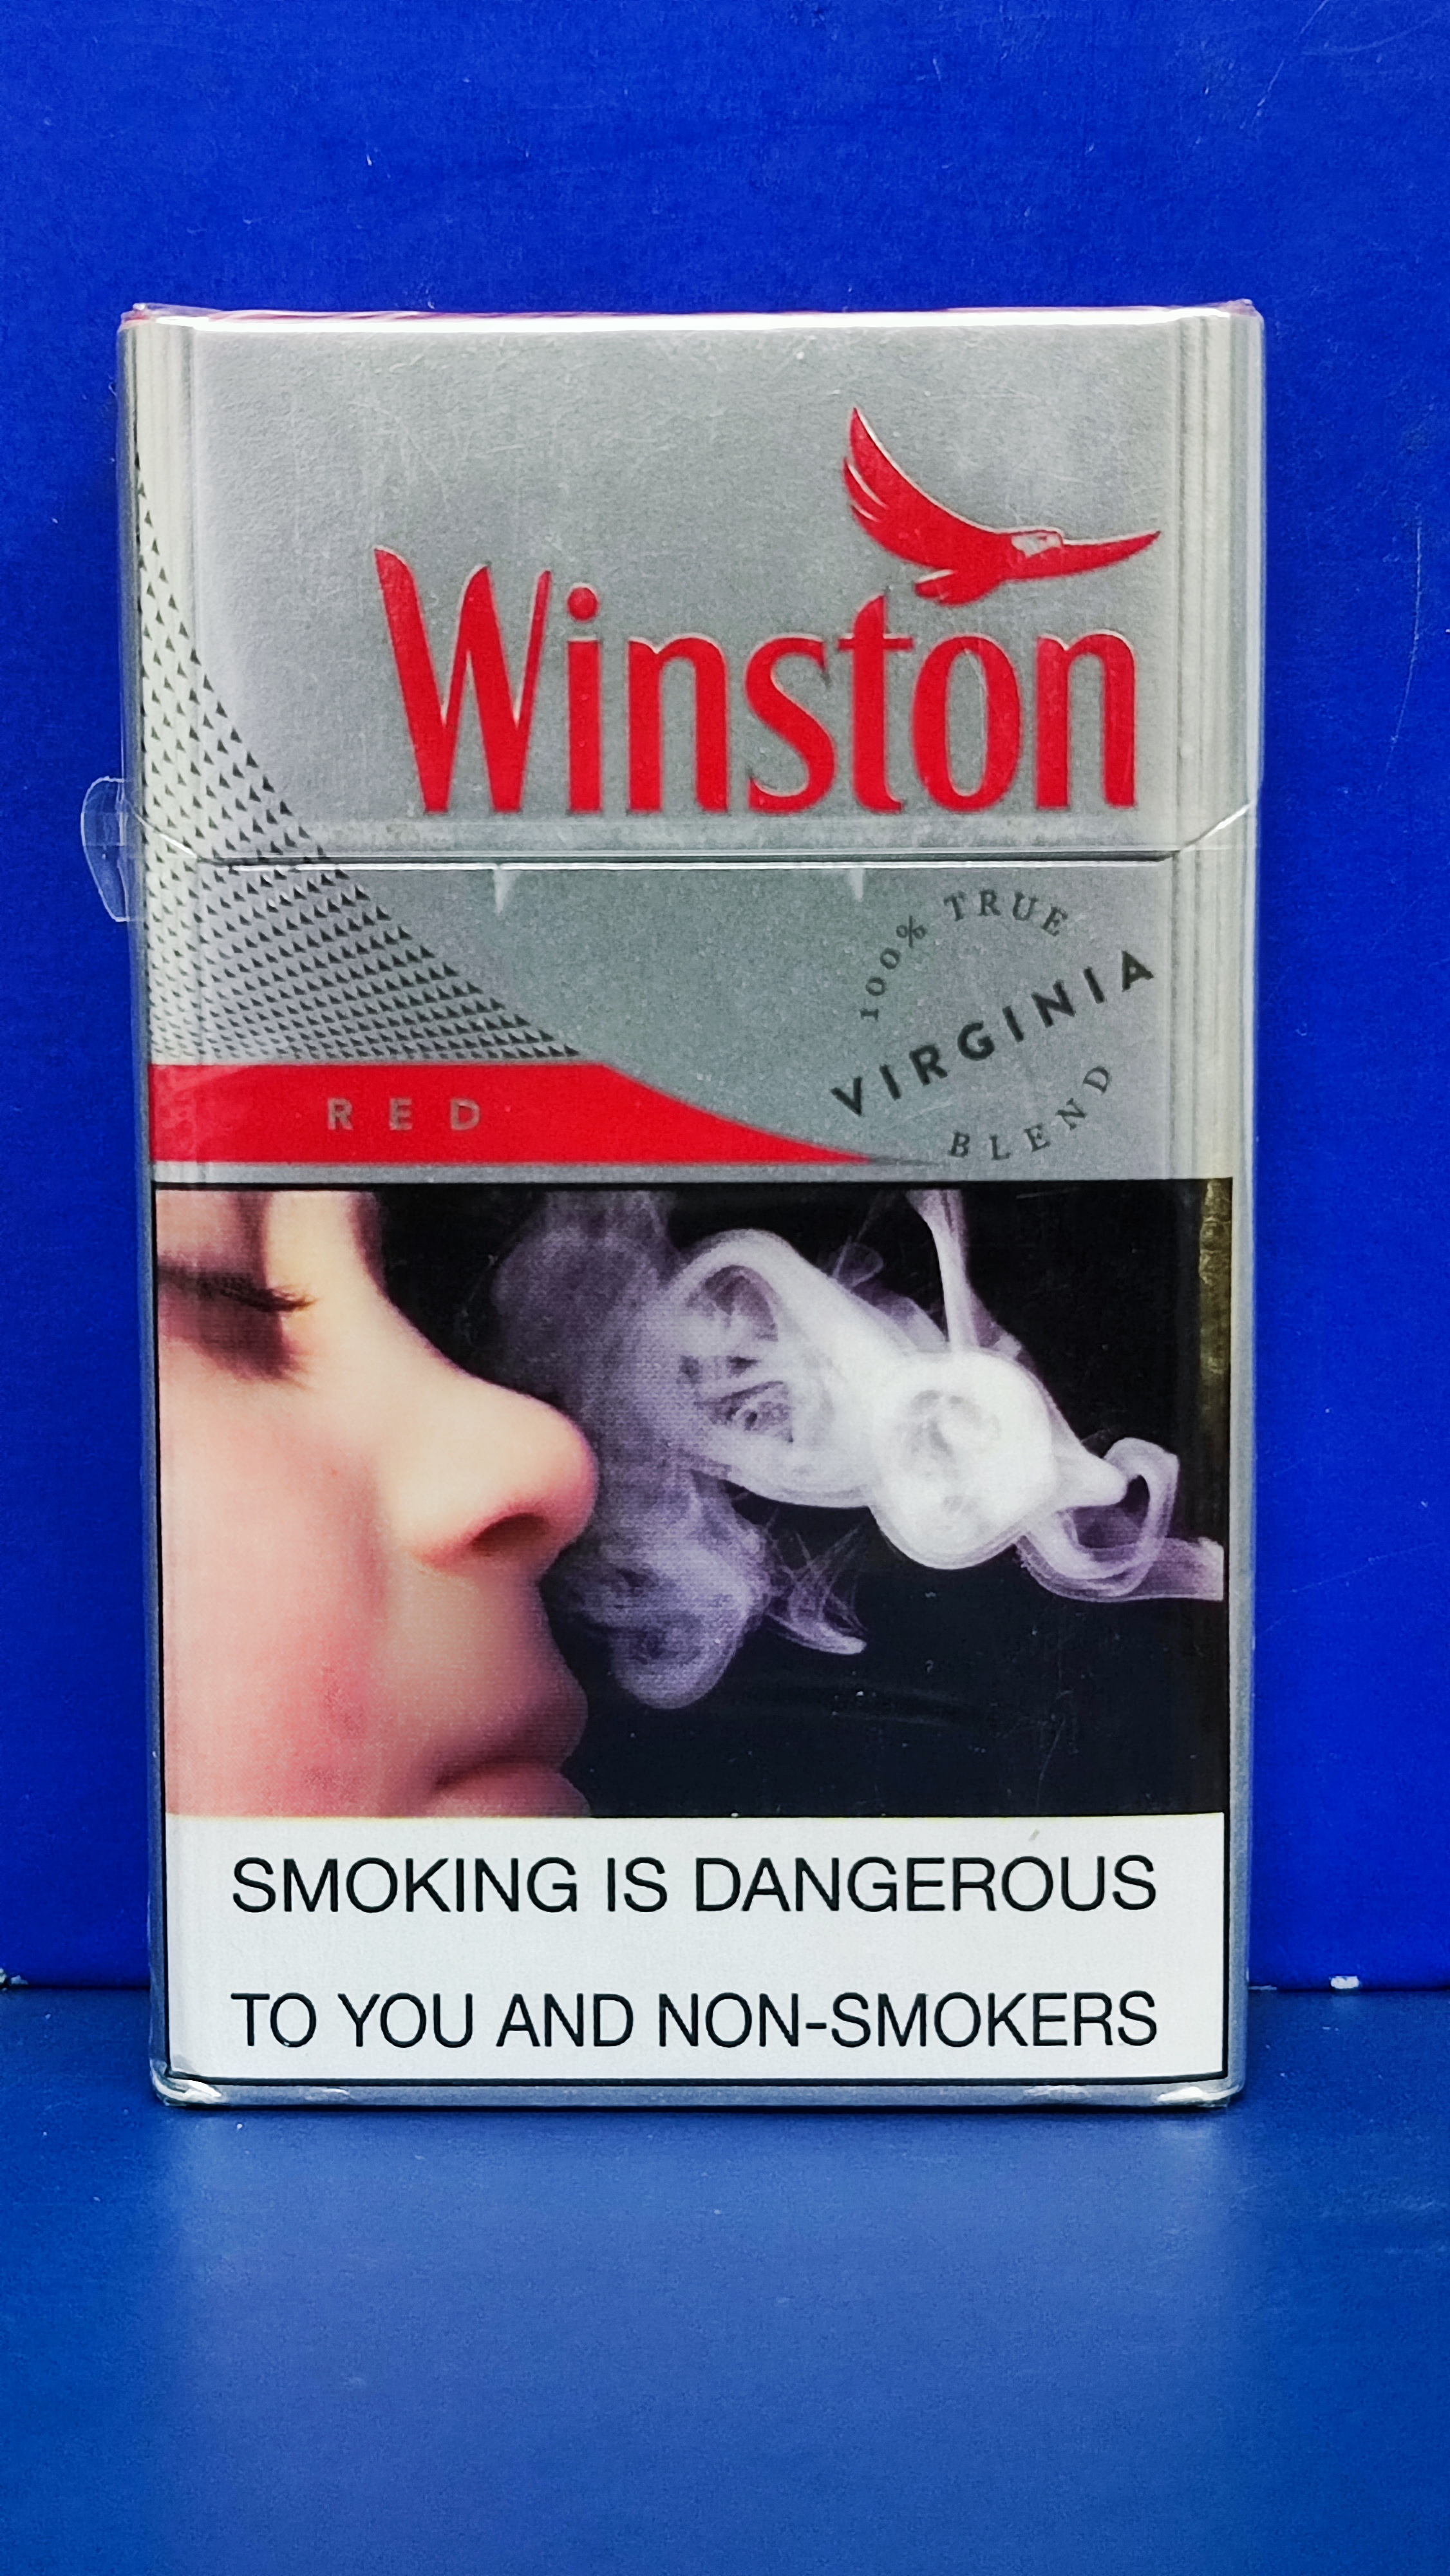 Winston
100% TRUE
VIRGINIA
BLEND
RED
SMOKING IS DANGEROUS
TO YOU AND NON-SMOKERS